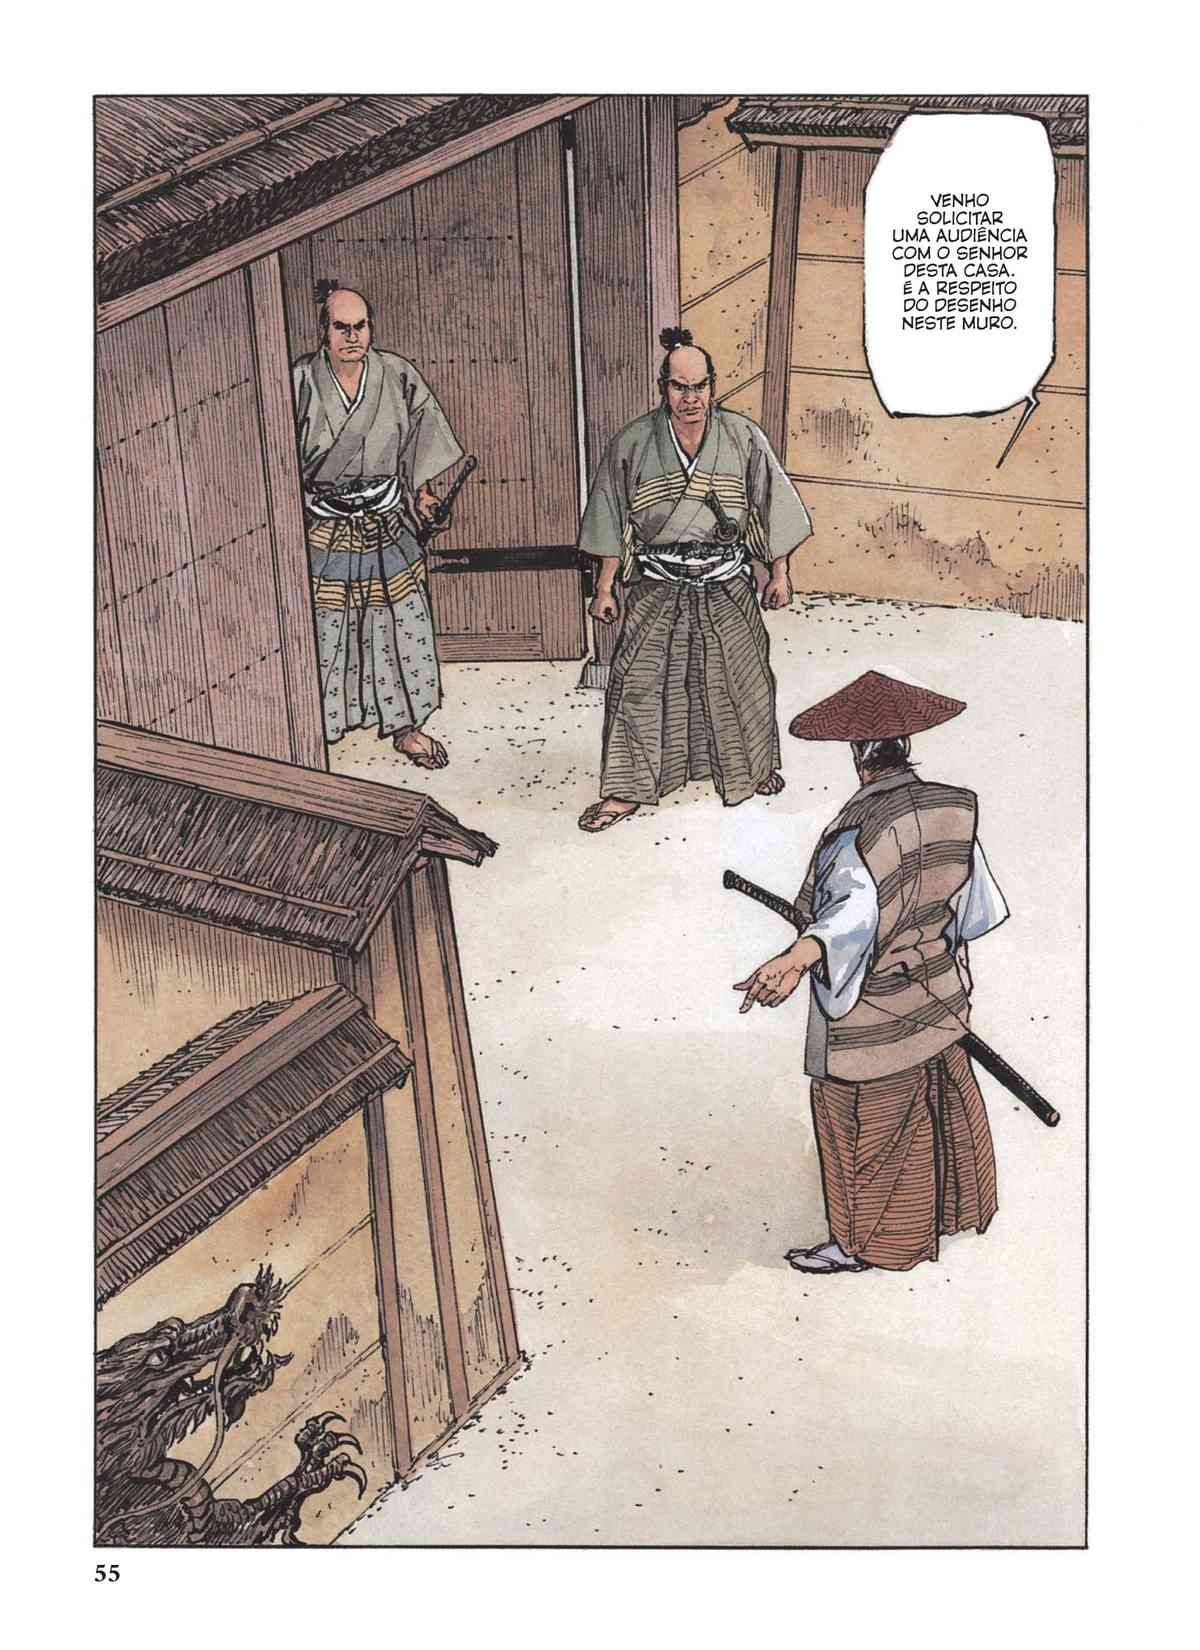 VENHO
SOLICITAR
UMA AUDIÊNCIA
COM O SENHOR
DESTA CASA.
É A RESPEITO
DO DESENHO
NESTE MURO.
55